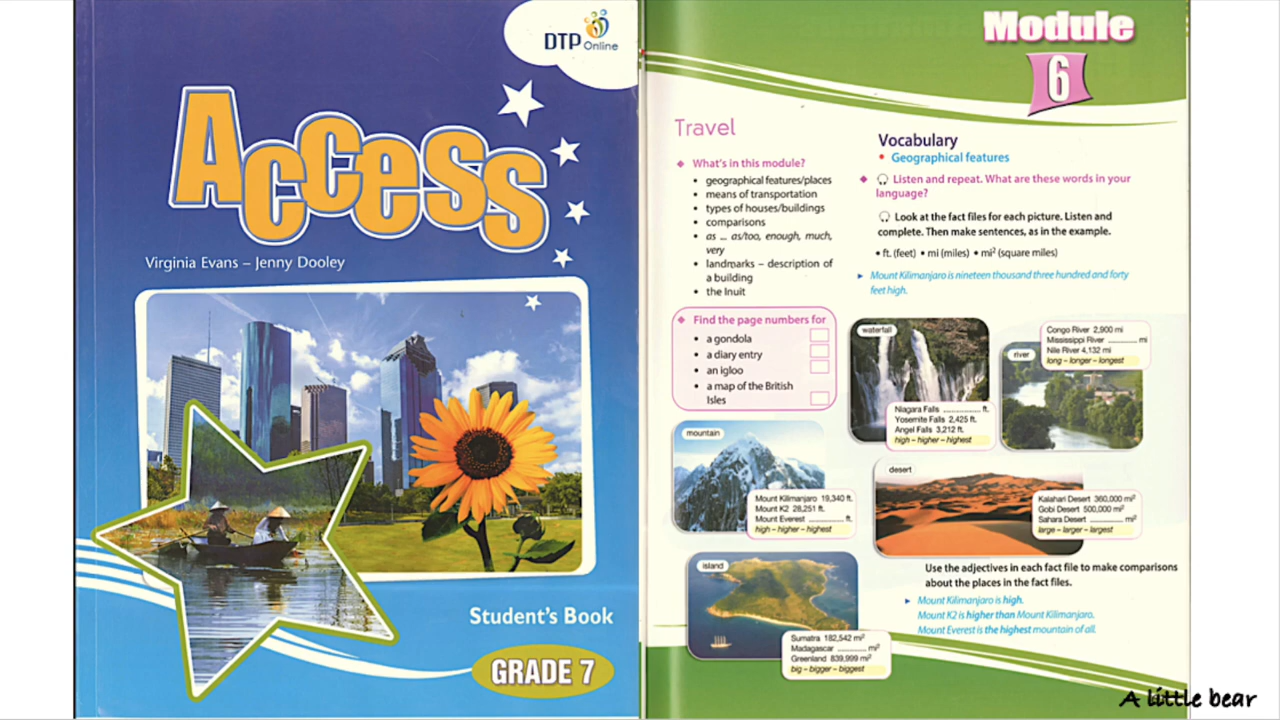 DTP Online
Access
Virginia Evans – Jenny Dooley
Student's Book
GRADE 7
Module
6
Travel
What's in this module?
• geographical features/places
• means of transportation
• types of houses/buildings
• comparisons
• as ... as/too, enough, much,
very
• landmarks – description of
a building
• the Inuit
Find the page numbers for
• a gondola
• a diary entry
• an igloo
• a map of the British
Isles
Vocabulary
• Geographical features
Listen and repeat. What are these words in your
language?
Look at the fact files for each picture. Listen and
complete. Then make sentences, as in the example.
• ft. (feet) • mi (miles) • mi² (square miles)
Mount Kilimanjaro is nineteen thousand three hundred and forty
feet high.
waterfall
Niagara Falls .............. ft.
Yosemite Falls 2,425 ft.
Angel Falls 3,212 ft.
high – higher – highest
river
Congo River 2,900 mi
Mississippi River ........... mi
Nile River 4,132 mi
long – longer – longest
mountain
Mount Kilimanjaro 19,340 ft.
Mount K2 28,251 ft.
Mount Everest ............. ft.
high – higher – highest
desert
Kalahari Desert 360,000 mi²
Gobi Desert 500,000 mi²
Sahara Desert ............. mi²
large – larger – largest
island
Sumatra 182,542 mi²
Madagascar ........... mi²
Greenland 839,999 mi²
big – bigger – biggest
Use the adjectives in each fact file to make comparisons
about the places in the fact files.
Mount Kilimanjaro is high.
Mount K2 is higher than Mount Kilimanjaro.
Mount Everest is the highest mountain of all.
A little bear